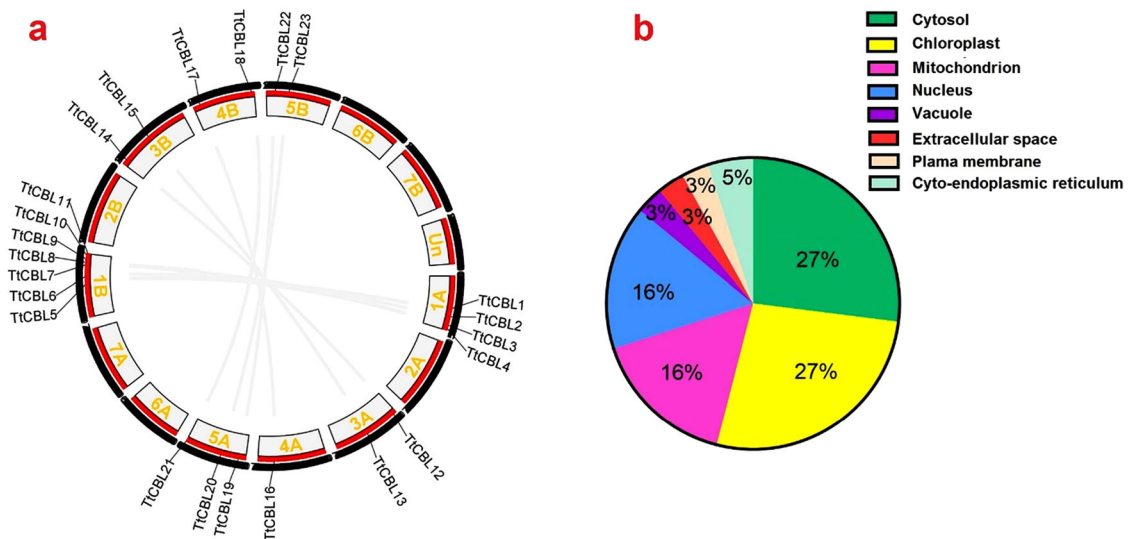 a
TtCBL17
TtCBL18
TtCBL22
TtCBL23
TtCBL15
TtCBL14
TtCBL11
TtCBL10
TtCBL9
TtCBL8
TtCBL7
TtCBL6
TtCBL5
TtCBL1
TtCBL2
TtCBL3
TtCBL4
TtCBL12
TtCBL13
TtCBL16
TtCBL19
TtCBL20
TtCBL21
4B
5B
6B
7B
Un
1A
2A
3A
4A
5A
6A
7A
1B
2B
3B
b
Cytosol
Chloroplast
Mitochondrion
Nucleus
Vacuole
Extracellular space
Plama membrane
Cyto-endoplasmic reticulum
27%
27%
16%
16%
3%
3%
3%
5%